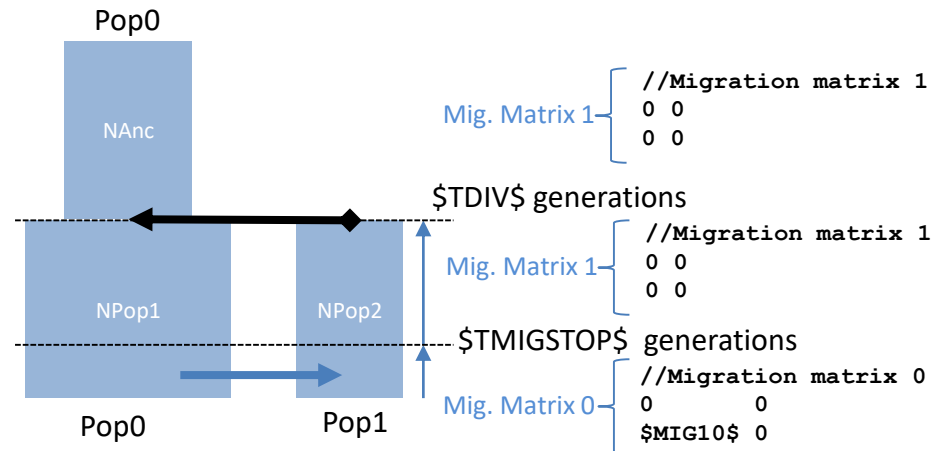 Pop0
NAnc
Mig. Matrix 1
//Migration matrix 1
0 0
0 0
$TDIV$ generations
NPop1
NPop2
Mig. Matrix 1
//Migration matrix 1
0 0
0 0
$TMIGSTOP$ generations
Mig. Matrix 0
//Migration matrix 0
0 0
$MIG10$ 0
Pop0
Pop1